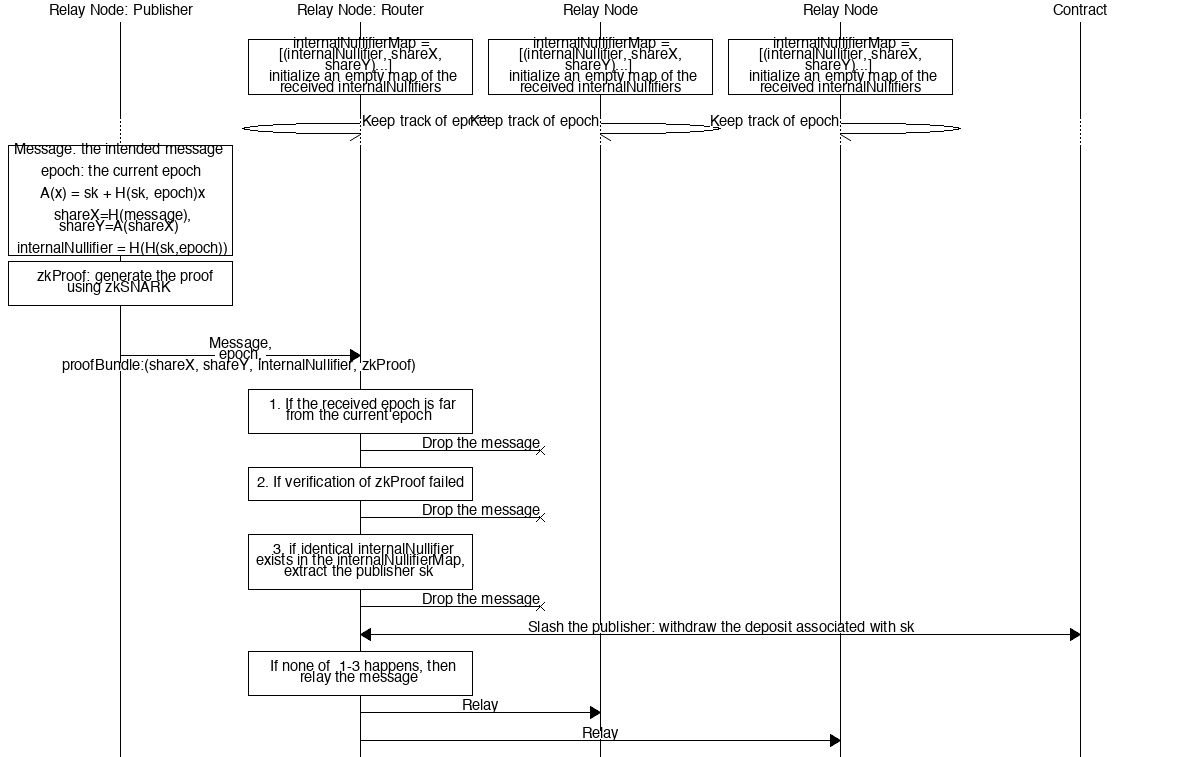 Relay Node: Publisher
Relay Node: Router
Relay Node
Relay Node
Contract
internalNullifierMap =
[(internalNullifier, shareX,
shareY)...]
initialize an empty map of the
received internalNullifiers
internalNullifierMap =
[(internalNullifier, shareX,
shareY)...]
initialize an empty map of the
received internalNullifiers
internalNullifierMap =
[(internalNullifier, shareX,
shareY)...]
initialize an empty map of the
received internalNullifiers
Keep track of epoch
Keep track of epoch
Keep track of epoch
Message: the intended message
epoch: the current epoch
A(x) = sk + H(sk, epoch)x
shareX=H(message),
shareY=A(shareX)
internalNullifier = H(H(sk,epoch))
zkProof: generate the proof
using zkSNARK
Message,
epoch,
proofBundle:(shareX, shareY, internalNullifier, zkProof)
1. If the received epoch is far
from the current epoch
Drop the message
2. If verification of zkProof failed
Drop the message
3. if identical internalNullifier
exists in the internalNullifierMap,
extract the publisher sk
Drop the message
Slash the publisher: withdraw the deposit associated with sk
If none of  1-3 happens, then
relay the message
Relay
Relay